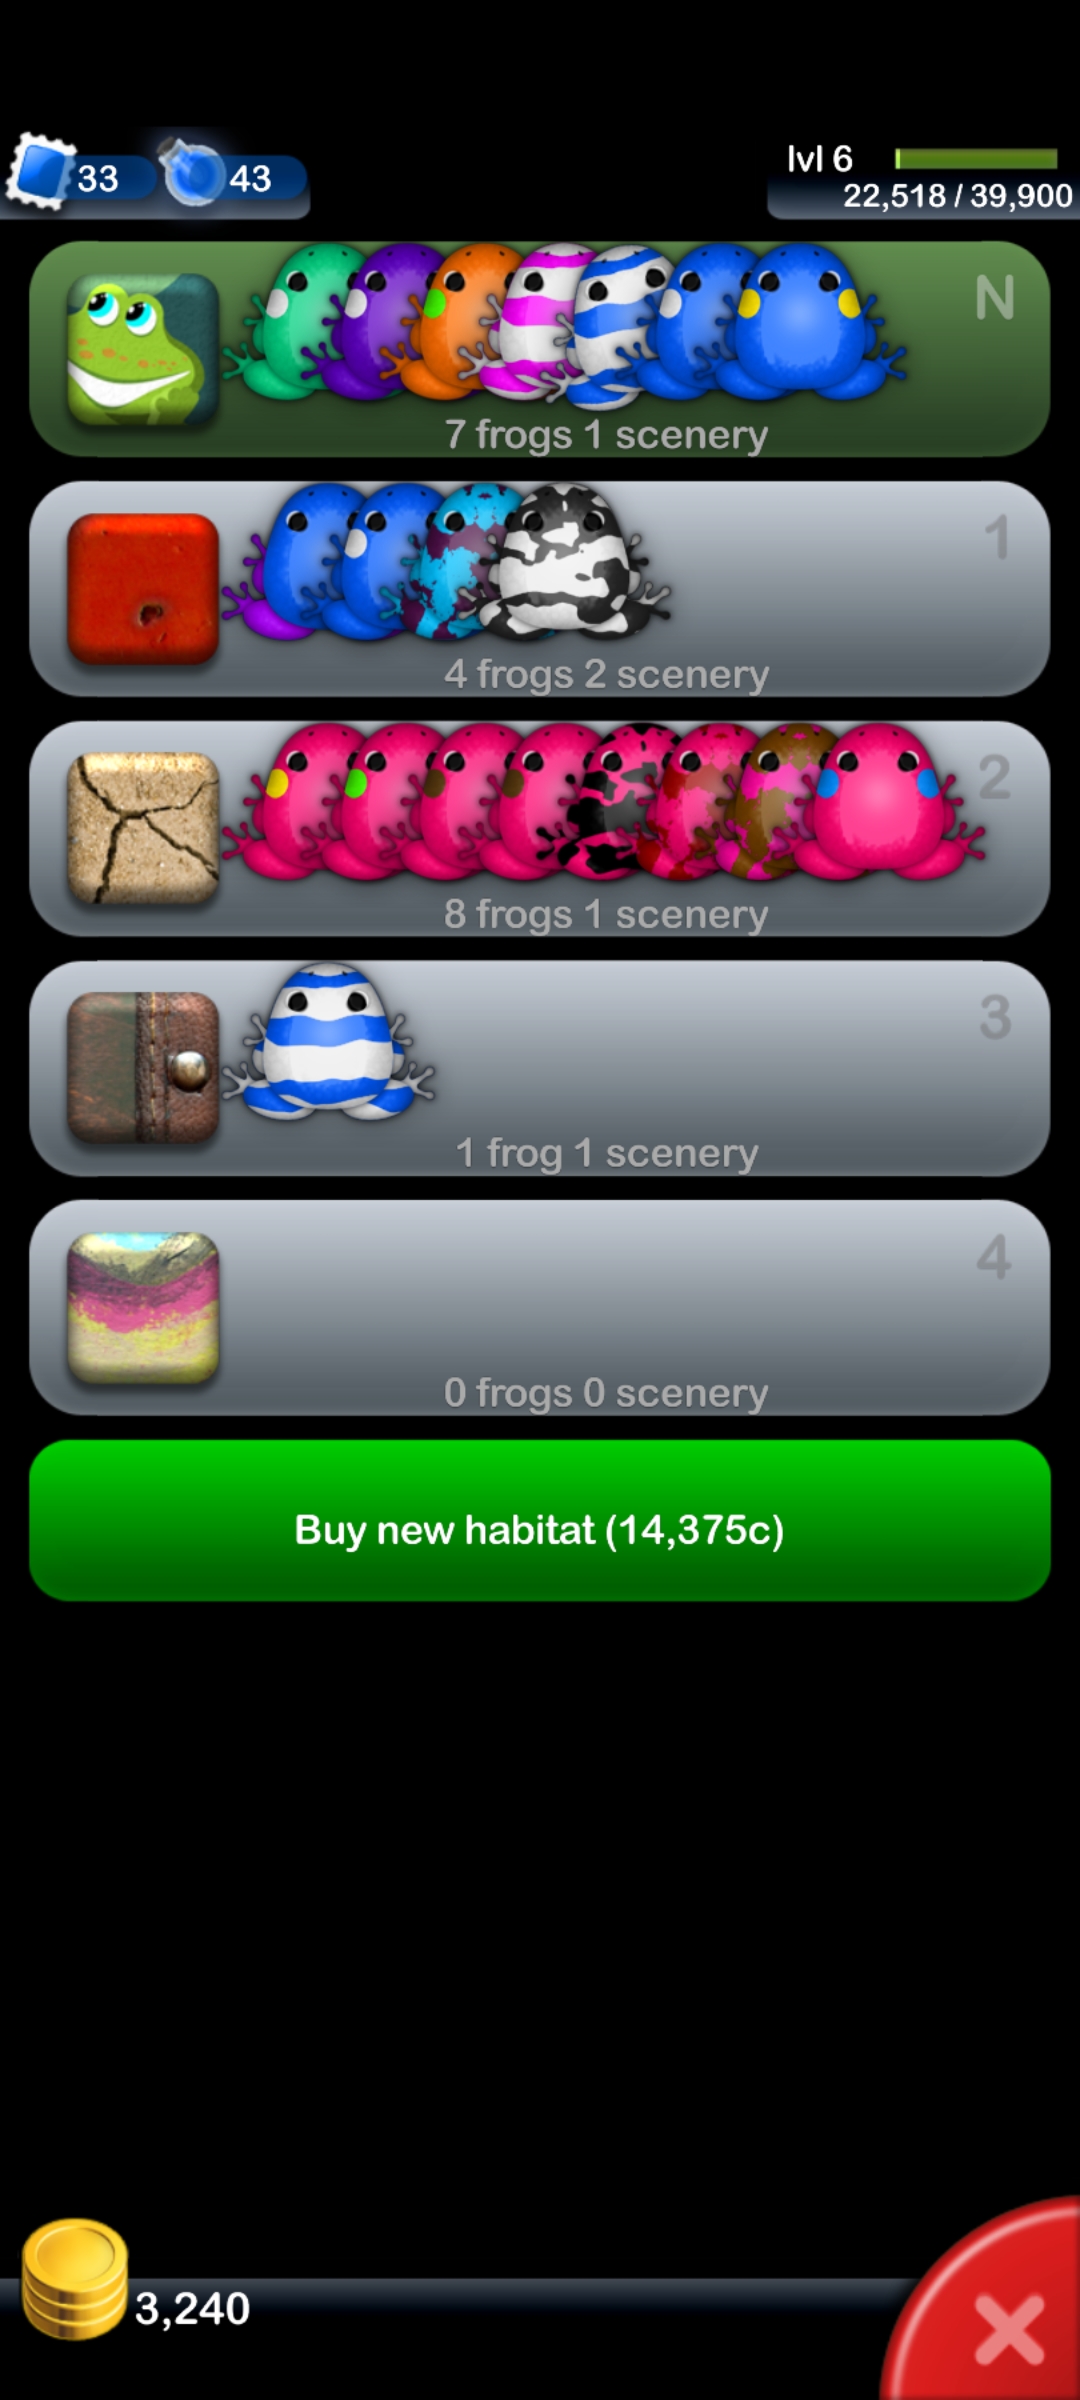 33
43
lvl 6
22,518 / 39,900
N
7 frogs 1 scenery
1
4 frogs 2 scenery
2
8 frogs 1 scenery
3
1 frog 1 scenery
4
0 frogs 0 scenery
Buy new habitat (14,375c)
3,240